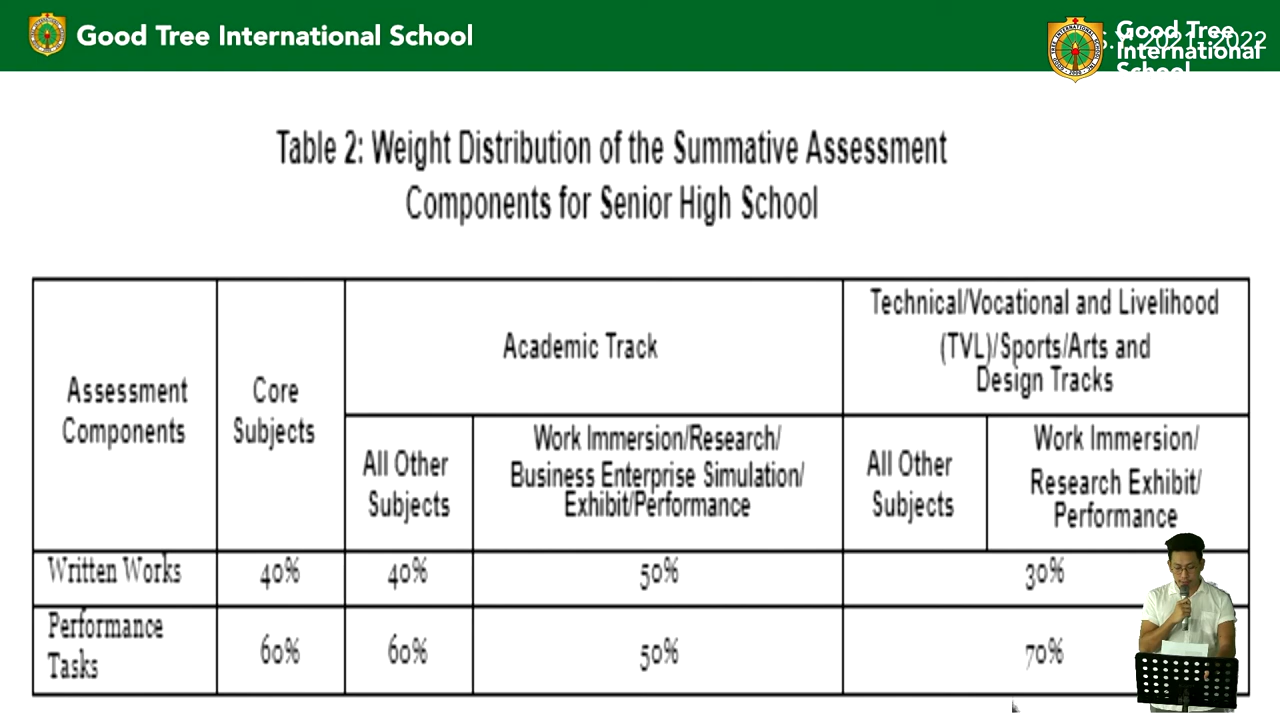 Good Tree International School
Good Tree
International
School
S.Y. 2021-2022
Table 2: Weight Distribution of the Summative Assessment
Components for Senior High School
Assessment
Components
Core
Subjects
Academic Track
Technical/Vocational and Livelihood
(TVL)/Sports/Arts and
Design Tracks
All Other
Subjects
Work Immersion/Research/
Business Enterprise Simulation/
Exhibit/Performance
All Other
Subjects
Work Immersion/
Research Exhibit/
Performance
Written Works 40% 40% 50% 30%
Performance
Tasks 60% 60% 50% 70%